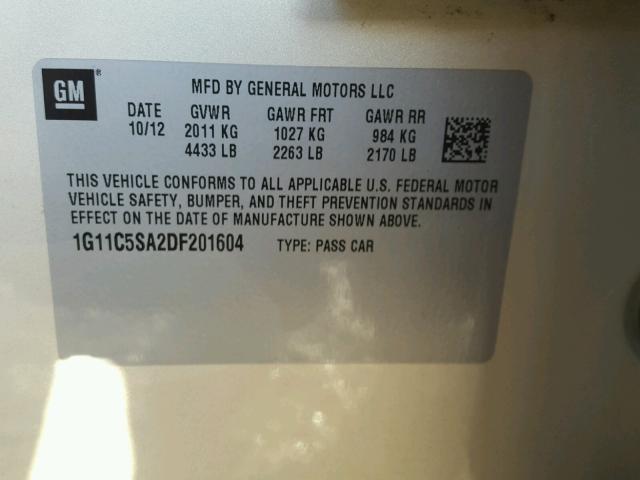 GM ®
MFD BY GENERAL MOTORS LLC
DATE GVWR GAWR FRT GAWR RR
10/12 2011 KG 1027 KG 984 KG
4433 LB 2263 LB 2170 LB
THIS VEHICLE CONFORMS TO ALL APPLICABLE U.S. FEDERAL MOTOR
VEHICLE SAFETY, BUMPER, AND THEFT PREVENTION STANDARDS IN
EFFECT ON THE DATE OF MANUFACTURE SHOWN ABOVE.
1G11C5SA2DF201604 TYPE: PASS CAR